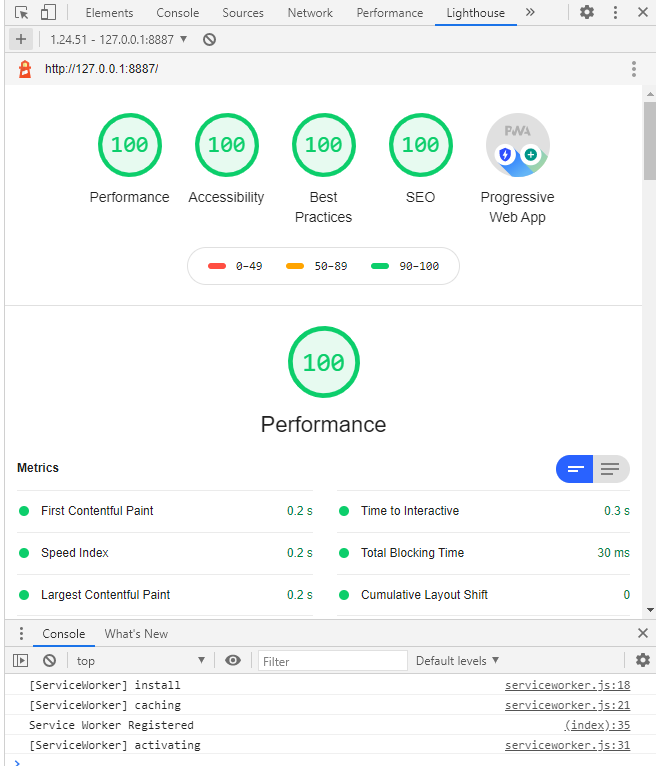 Elements Console Sources Network Performance Lighthouse »
1.24.51 - 127.0.0.1:8887 ▼
http://127.0.0.1:8887/
100 100 100 100 PWA
Performance Accessibility Best Practices SEO Progressive Web App
0–49 50–89 90–100
100
Performance
Metrics
First Contentful Paint 0.2 s Time to Interactive 0.3 s
Speed Index 0.2 s Total Blocking Time 30 ms
Largest Contentful Paint 0.2 s Cumulative Layout Shift 0
Console What's New
top ▼ Filter Default levels ▼
[ServiceWorker] install serviceworker.js:18
[ServiceWorker] caching serviceworker.js:21
Service Worker Registered (index):35
[ServiceWorker] activating serviceworker.js:31